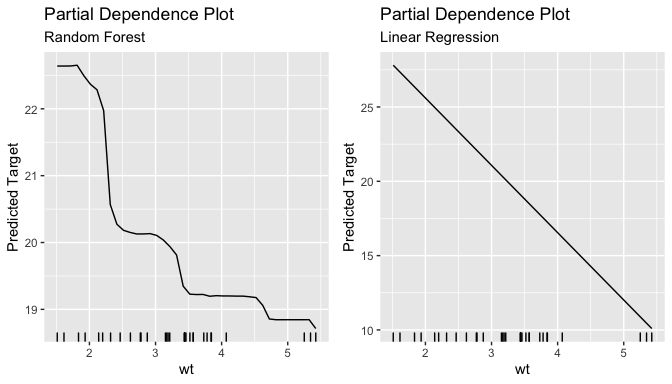 Partial Dependence Plot
Random Forest
Predicted Target
22
21
20
19
2 3 4 5
wt
Partial Dependence Plot
Linear Regression
Predicted Target
25
20
15
10
2 3 4 5
wt